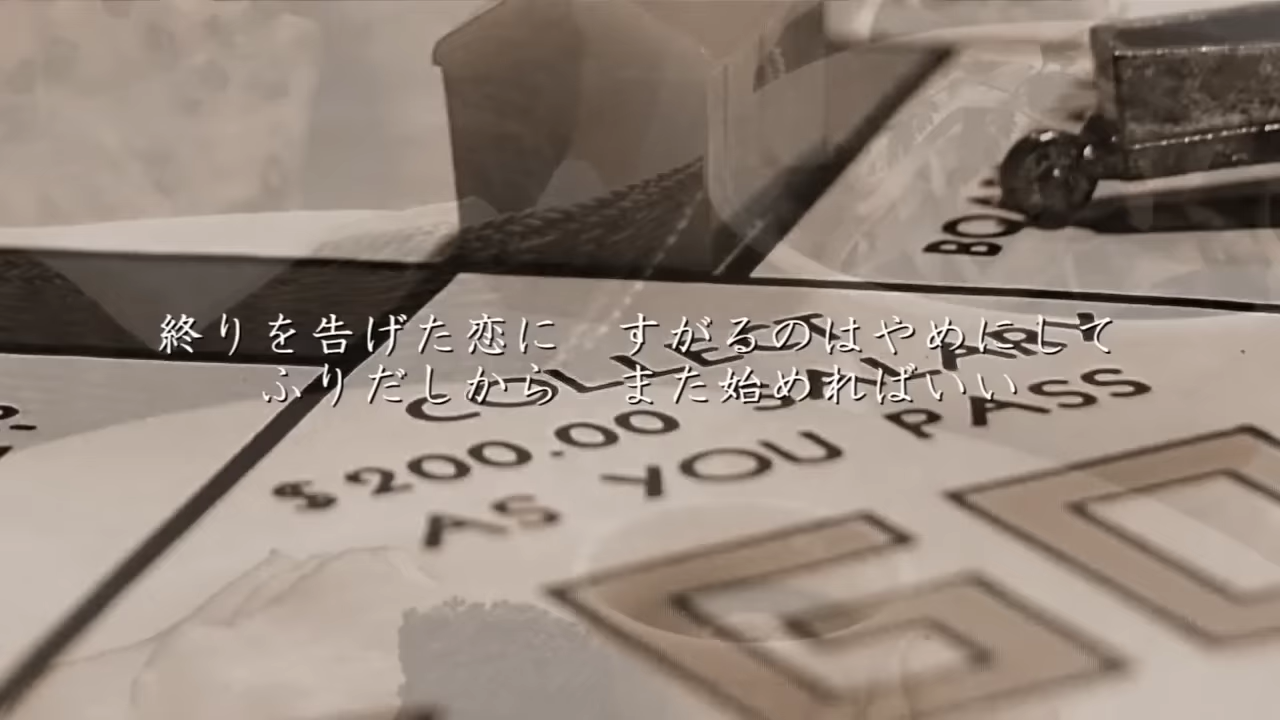 終りを告げた恋に　すがるのはやめにして
ふりだしから　また始めればいい
COLLECT
$200.00 SALARY
AS YOU PASS
GO